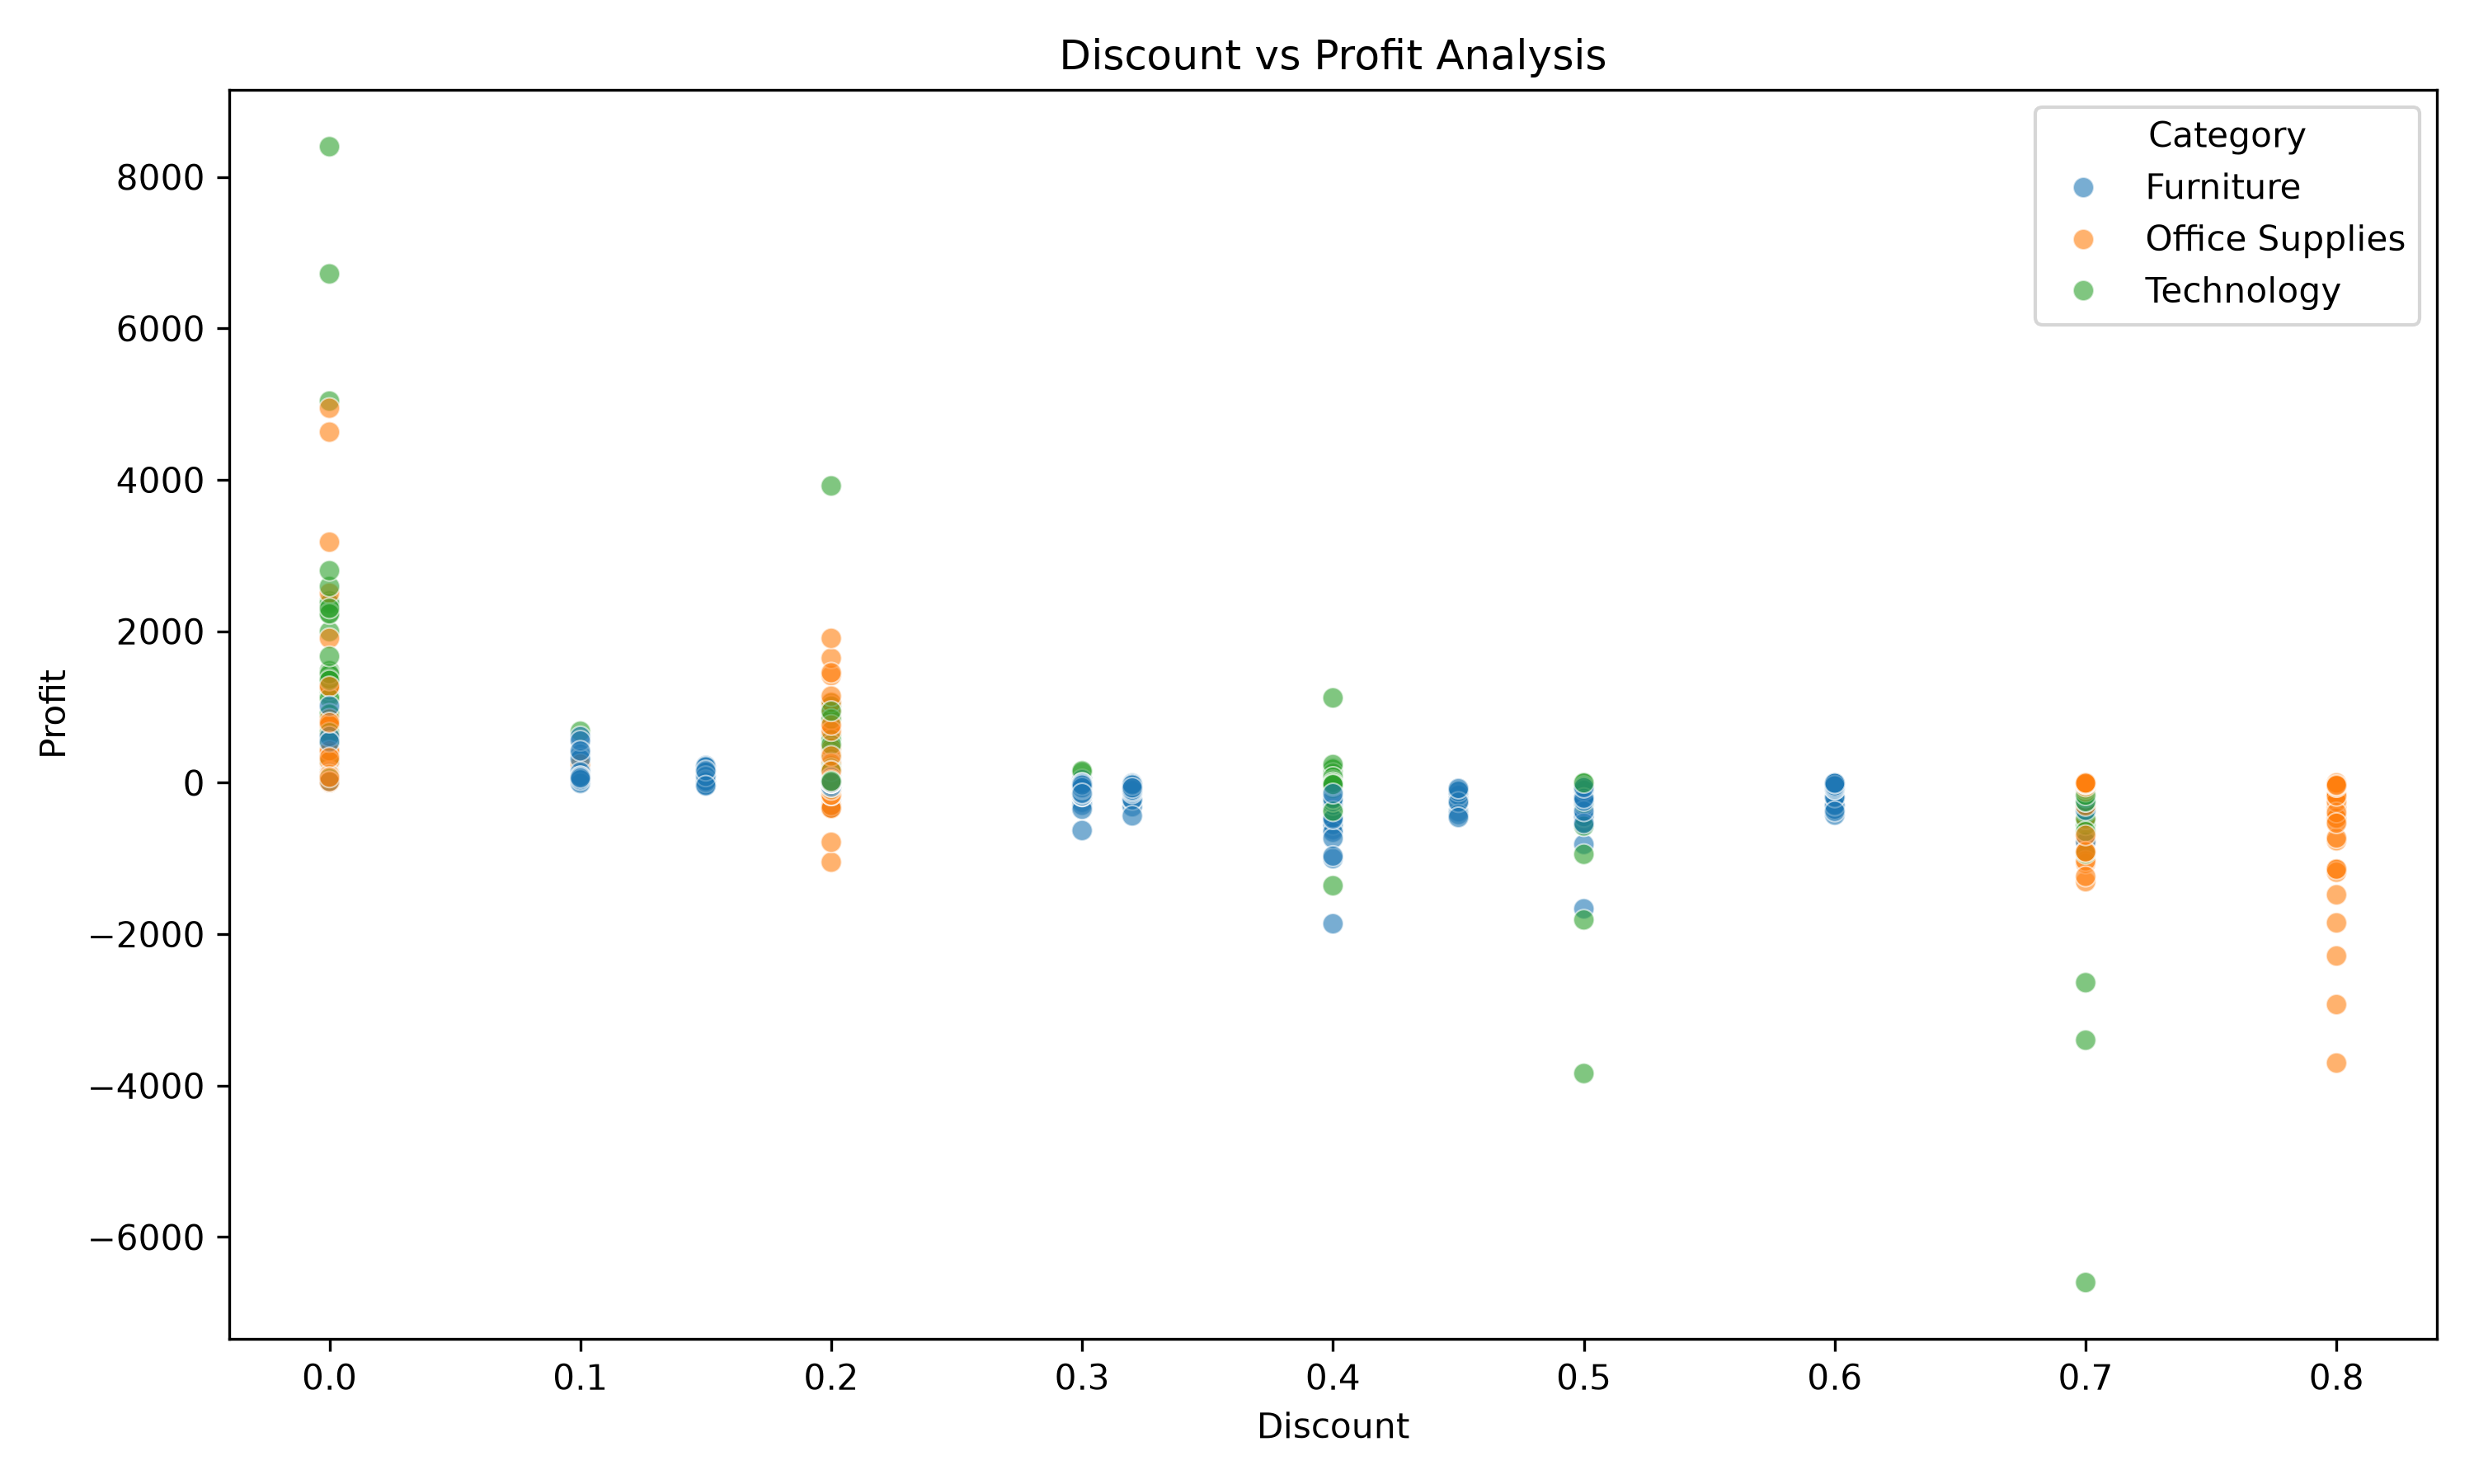 Discount vs Profit Analysis
Category
Furniture
Office Supplies
Technology
Profit
8000
6000
4000
2000
0
−2000
−4000
−6000
0.0 0.1 0.2 0.3 0.4 0.5 0.6 0.7 0.8
Discount